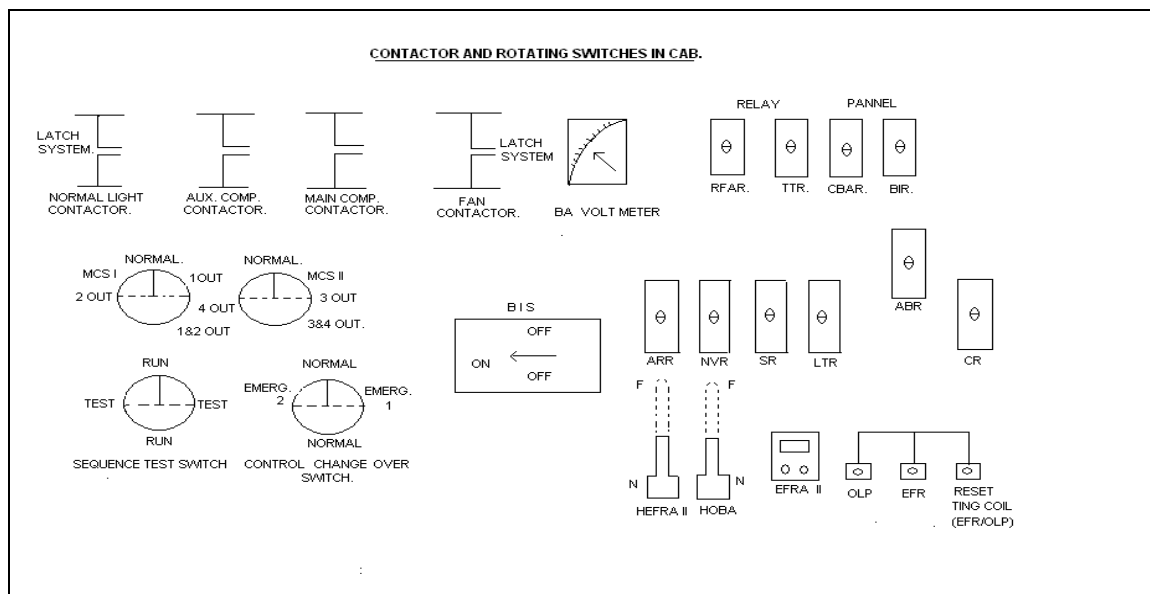 CONTACTOR AND ROTATING SWITCHES IN CAB.
RELAY PANNEL
LATCH
SYSTEM.
LATCH
SYSTEM
NORMAL LIGHT
CONTACTOR.
AUX. COMP.
CONTACTOR.
MAIN COMP.
CONTACTOR.
FAN
CONTACTOR.
BA VOLT METER
RFAR. TTR. CBAR. BIR.
NORMAL.
MCS I
1 OUT
2 OUT
1&2 OUT
NORMAL.
MCS II
3 OUT
4 OUT
3&4 OUT.
BIS
OFF
ON
OFF
ABR
CR
ARR NVR SR LTR
RUN
TEST TEST
RUN
SEQUENCE TEST SWITCH
NORMAL
EMERG.
2
EMERG.
1
NORMAL
CONTROL CHANGE OVER
SWITCH.
F F
N N
HEFRA II HOBA
EFRA II
OLP EFR RESET
TING COIL
(EFR/OLP)